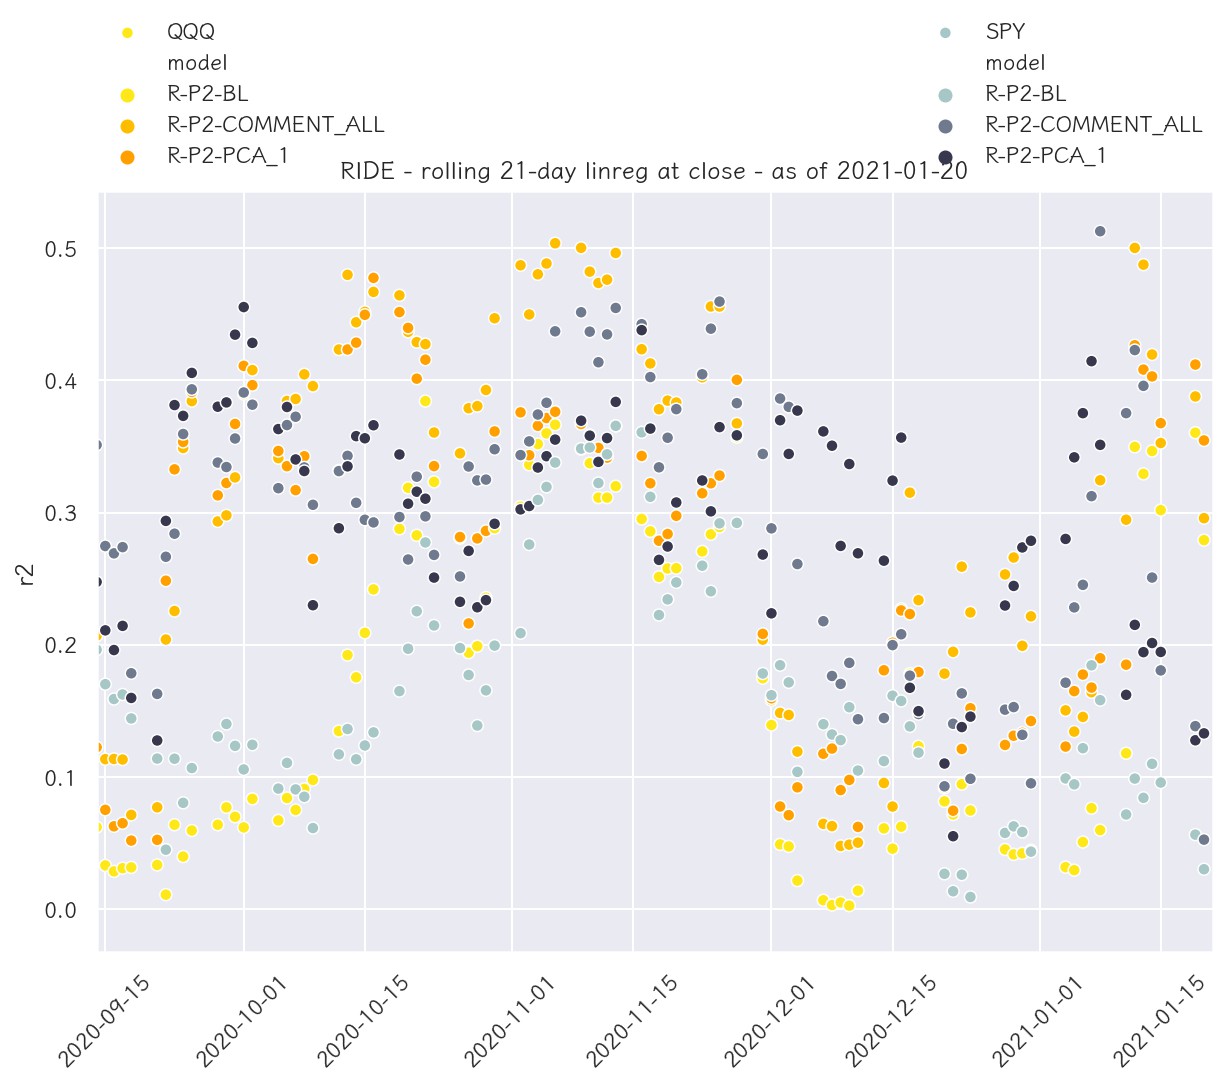 QQQ
model
R-P2-BL
R-P2-COMMENT_ALL
R-P2-PCA_1
SPY
model
R-P2-BL
R-P2-COMMENT_ALL
R-P2-PCA_1
RIDE - rolling 21-day linreg at close - as of 2021-01-20
r2
0.5
0.4
0.3
0.2
0.1
0.0
2020-09-15
2020-10-01
2020-10-15
2020-11-01
2020-11-15
2020-12-01
2020-12-15
2021-01-01
2021-01-15